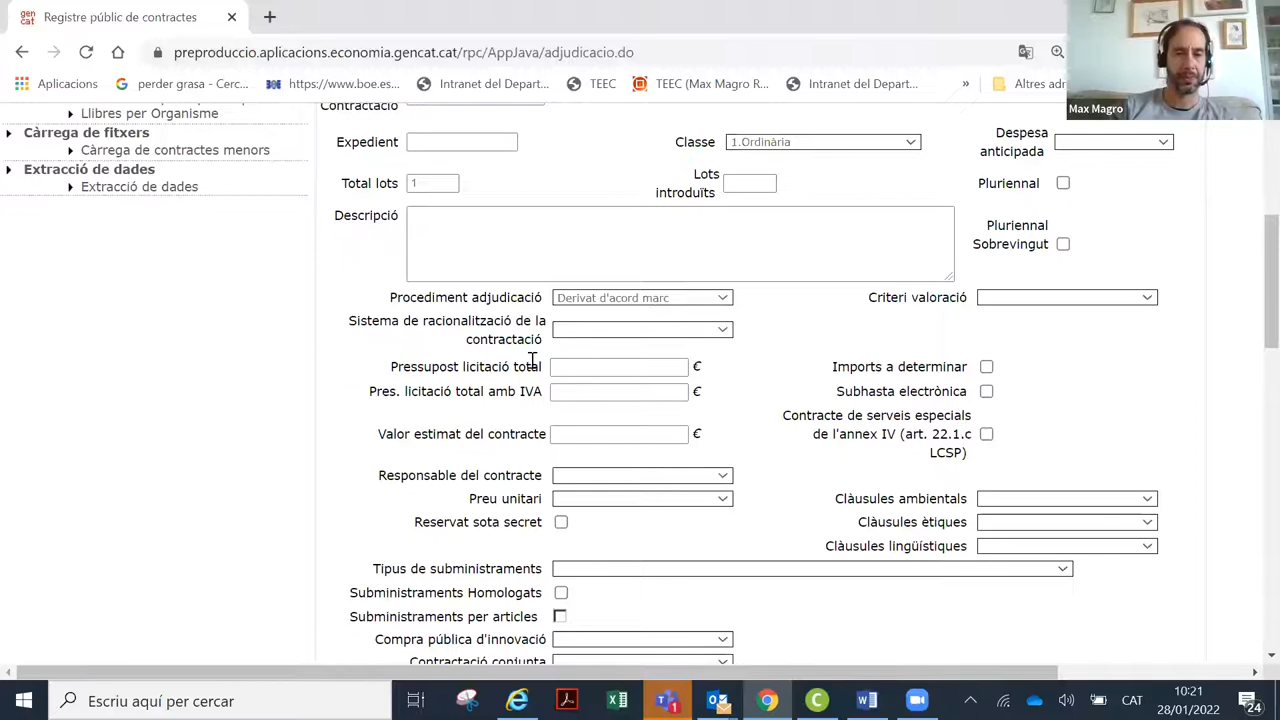 gen
cat
Registre públic de contractes
preproduccio.aplicacions.economia.gencat.cat/rpc/AppJava/adjudicacio.do
Aplicacions
perder grasa - Cerc...
https://www.boe.es...
Intranet del Depart...
TEEC
TEEC (Max Magro R...
Intranet del Depart...
»
Altres adr
Max Magro
Llibres per Organisme
Càrrega de fitxers
Càrrega de contractes menors
Extracció de dades
Extracció de dades
Contractació
Expedient
Classe
1.Ordinària
Despesa
anticipada
Total lots
1
Lots
introduïts
Pluriennal
Descripció
Pluriennal
Sobrevingut
Procediment adjudicació
Derivat d'acord marc
Criteri valoració
Sistema de racionalització de la
contractació
Pressupost licitació total
€
Imports a determinar
Pres. licitació total amb IVA
€
Subhasta electrònica
Valor estimat del contracte
€
Contracte de serveis especials
de l'annex IV (art. 22.1.c
LCSP)
Responsable del contracte
Preu unitari
Clàusules ambientals
Reservat sota secret
Clàusules ètiques
Clàusules lingüístiques
Tipus de subministraments
Subministraments Homologats
Subministraments per articles
Compra pública d'innovació
Contractació conjunta
Escriu aquí per cercar
CAT
10:21
28/01/2022
24